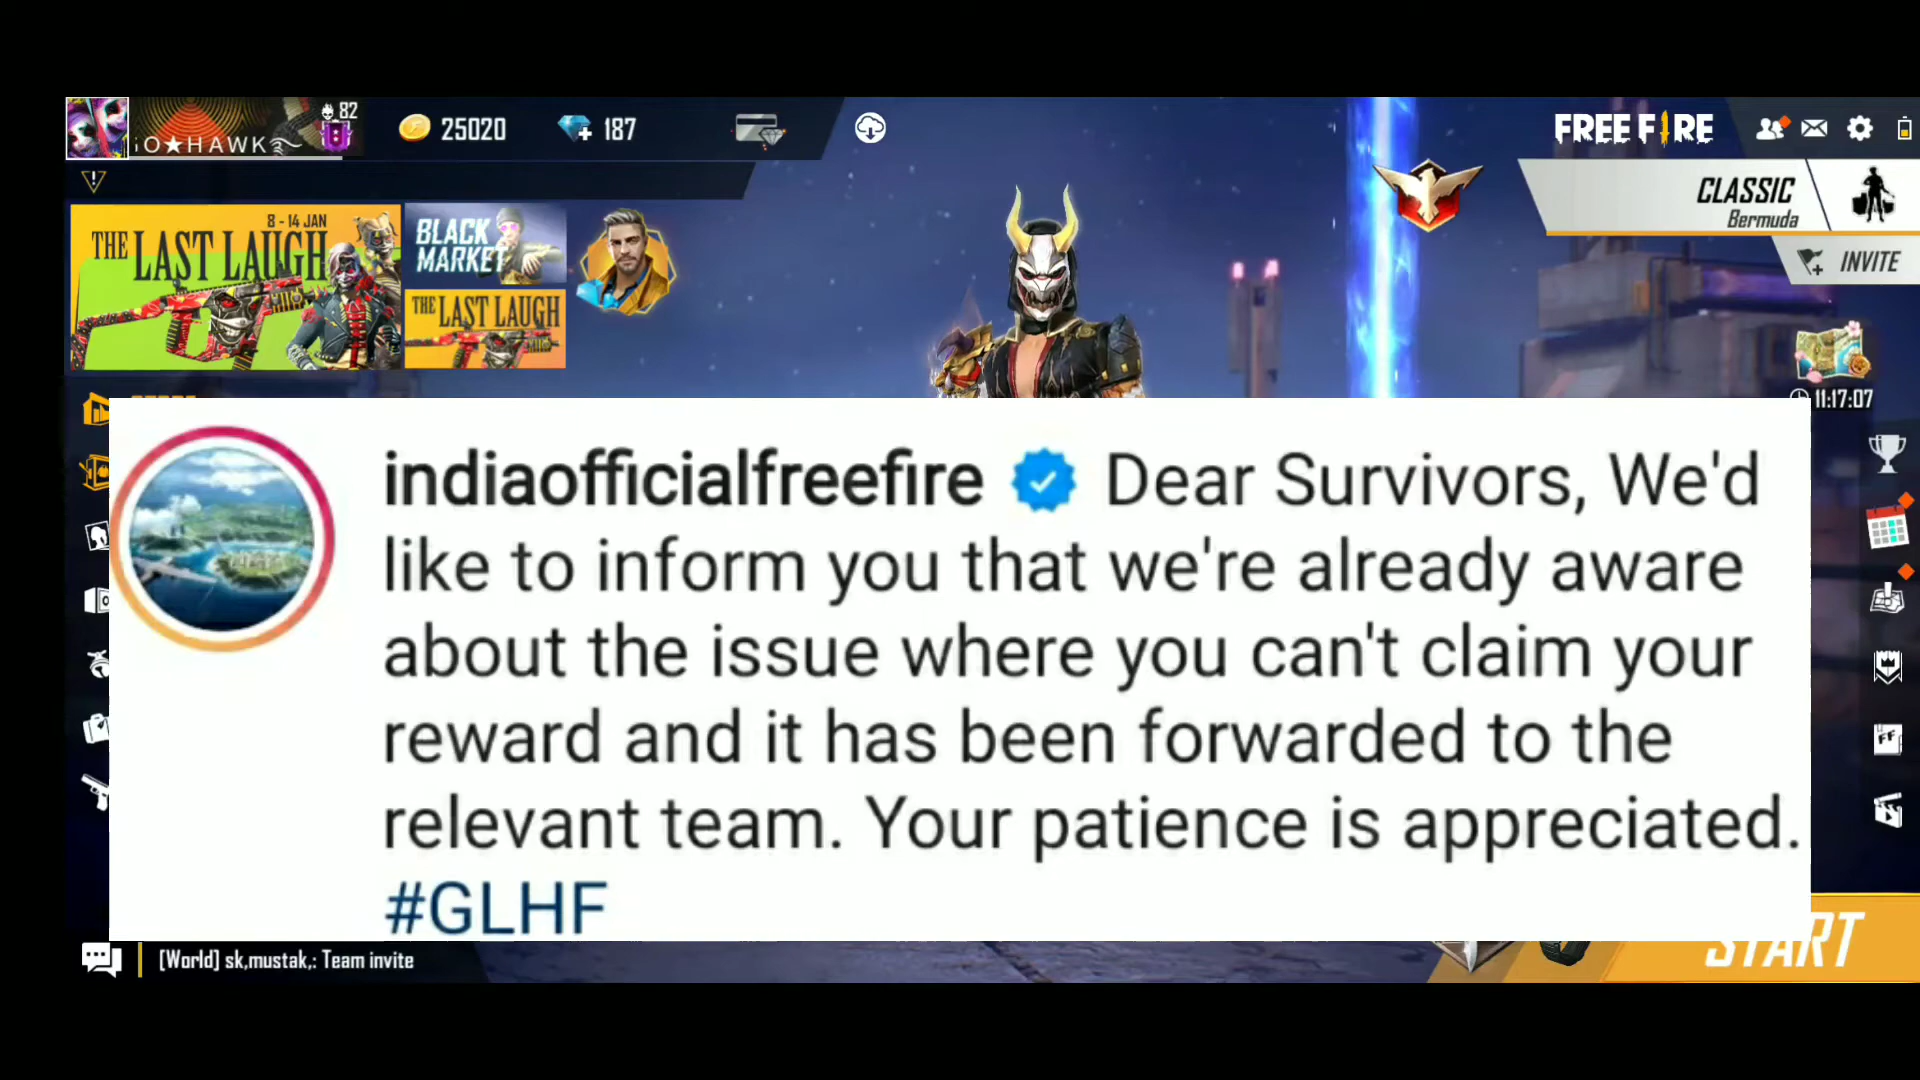 82
iO★HAWK
25020
187
FREE FIRE
CLASSIC
Bermuda
INVITE
8 - 14 JAN
THE LAST LAUGH
BLACK
MARKET
THE LAST LAUGH
11:17:07
indiaofficialfreefire Dear Survivors, We'd
like to inform you that we're already aware
about the issue where you can't claim your
reward and it has been forwarded to the
relevant team. Your patience is appreciated.
#GLHF
FF
START
[World] sk,mustak,: Team invite